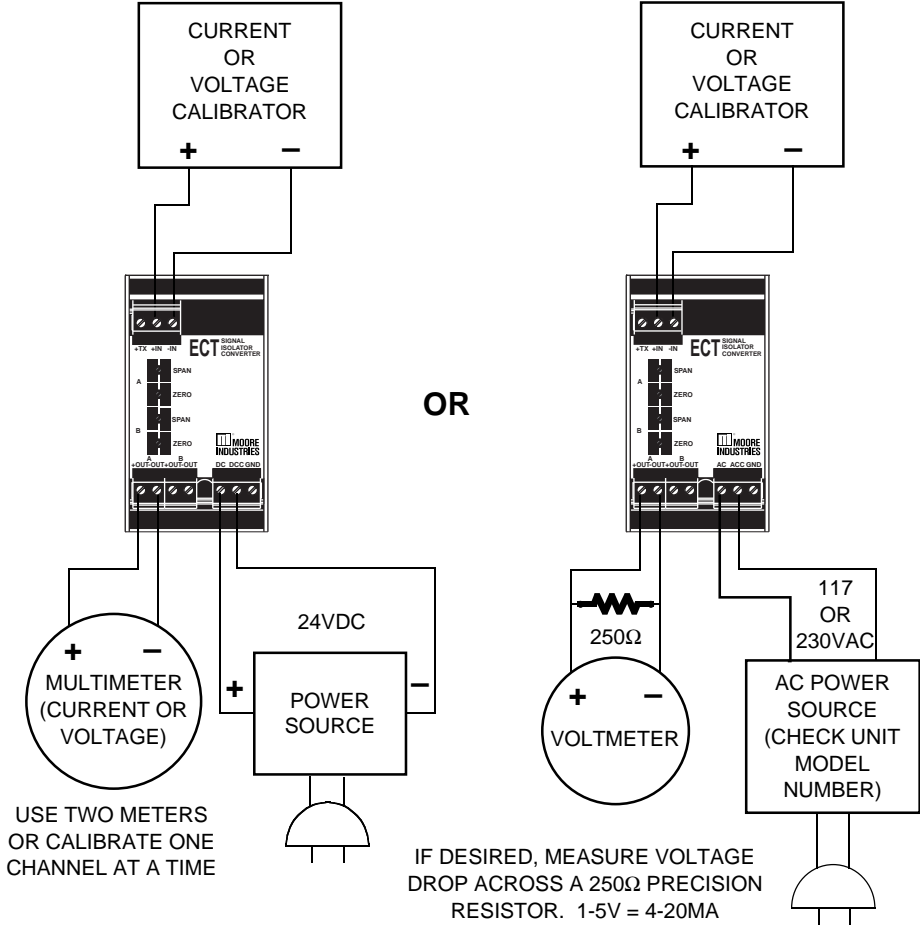 CURRENT
OR
VOLTAGE
CALIBRATOR
+ −
+TX +IN -IN
ECT SIGNAL
ISOLATOR
CONVERTER
A
SPAN
ZERO
B
SPAN
ZERO
MOORE
INDUSTRIES
A B
+OUT-OUT+OUT-OUT DC DCC GND
+ −
MULTIMETER
(CURRENT OR
VOLTAGE)
24VDC
+ −
POWER
SOURCE
USE TWO METERS
OR CALIBRATE ONE
CHANNEL AT A TIME
OR
CURRENT
OR
VOLTAGE
CALIBRATOR
+ −
+TX +IN -IN
ECT SIGNAL
ISOLATOR
CONVERTER
A
SPAN
ZERO
B
SPAN
ZERO
MOORE
INDUSTRIES
A B
+OUT-OUT+OUT-OUT AC ACC GND
250Ω
+ −
VOLTMETER
117
OR
230VAC
AC POWER
SOURCE
(CHECK UNIT
MODEL
NUMBER)
IF DESIRED, MEASURE VOLTAGE
DROP ACROSS A 250Ω PRECISION
RESISTOR. 1-5V = 4-20MA